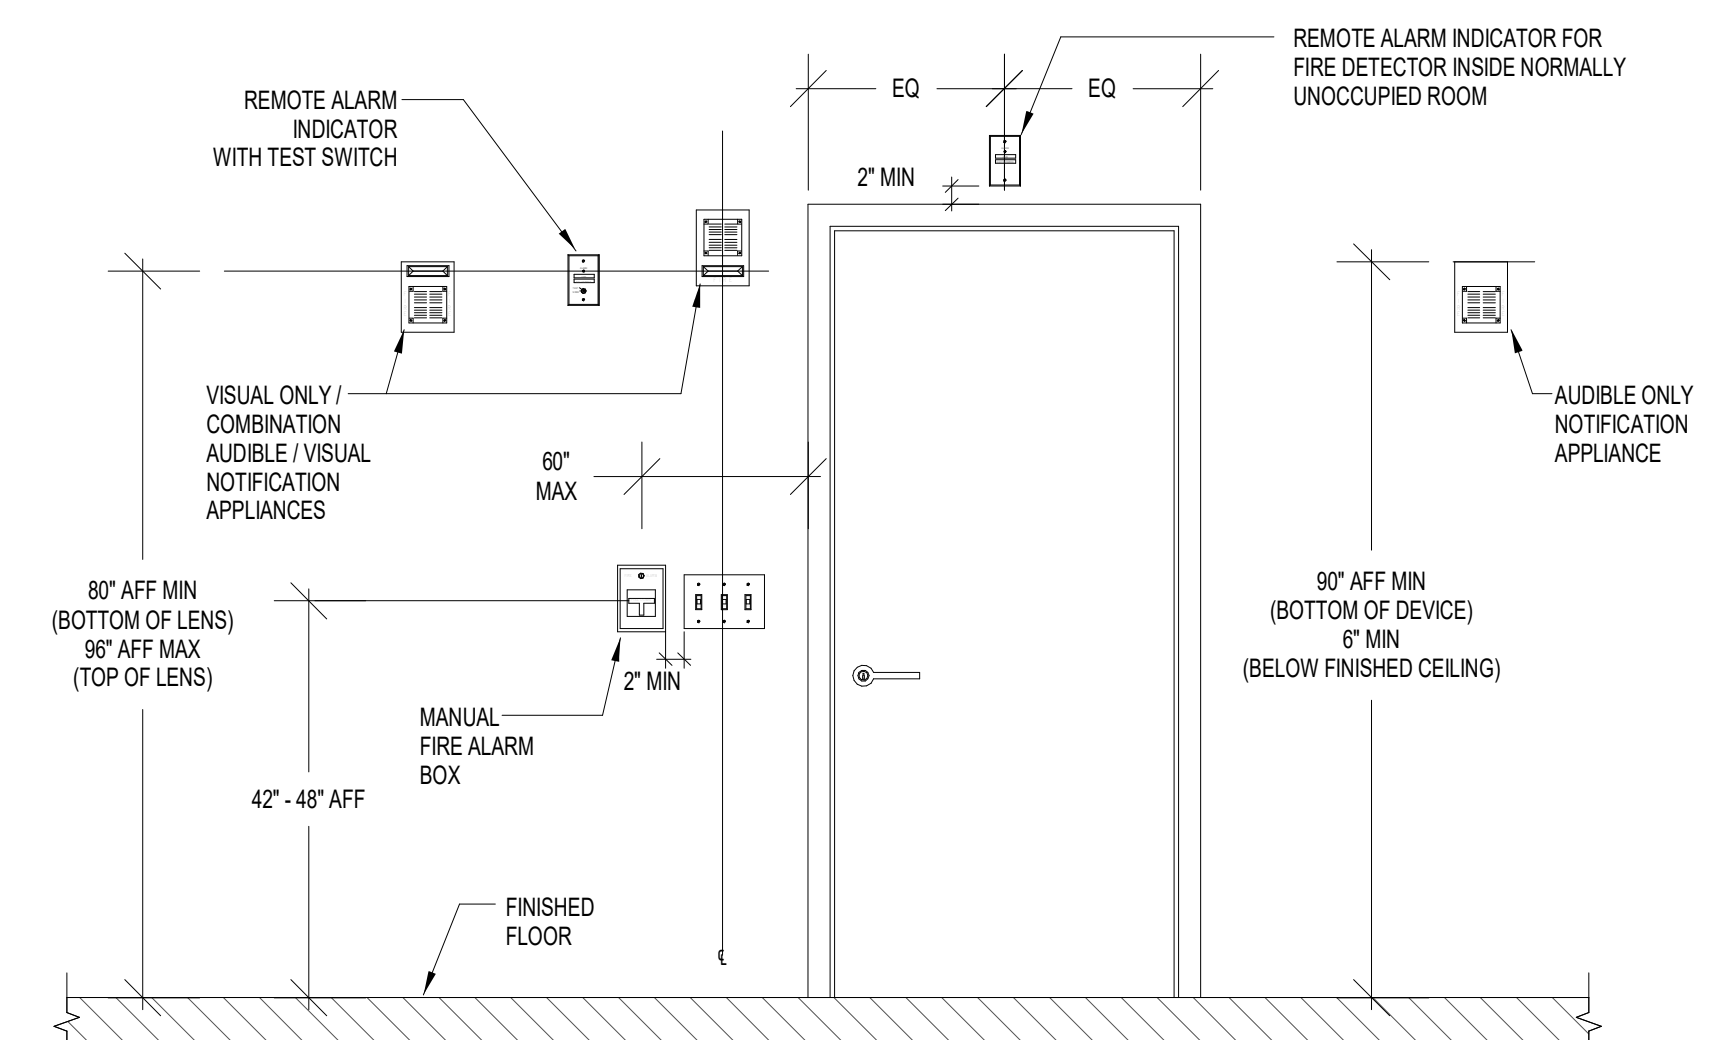 REMOTE ALARM INDICATOR FOR
FIRE DETECTOR INSIDE NORMALLY
UNOCCUPIED ROOM
EQ
EQ
REMOTE ALARM
INDICATOR
WITH TEST SWITCH
2" MIN
VISUAL ONLY /
COMBINATION
AUDIBLE / VISUAL
NOTIFICATION
APPLIANCES
AUDIBLE ONLY
NOTIFICATION
APPLIANCE
60"
MAX
80" AFF MIN
(BOTTOM OF LENS)
96" AFF MAX
(TOP OF LENS)
90" AFF MIN
(BOTTOM OF DEVICE)
6" MIN
(BELOW FINISHED CEILING)
2" MIN
MANUAL
FIRE ALARM
BOX
42" - 48" AFF
FINISHED
FLOOR
℄